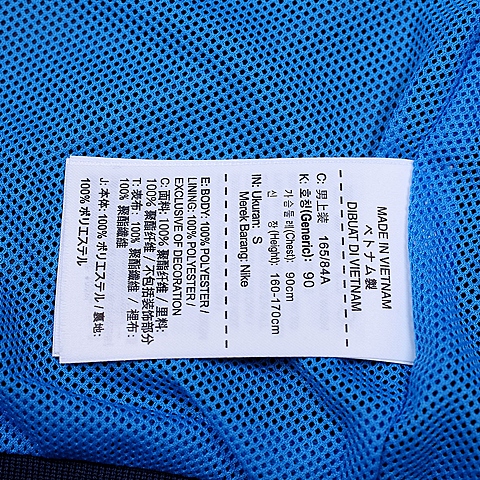 MADE IN VIETNAM
ベトナム製
DIBUAT DI VIETNAM
C: 男上装 165/84A
K: 호칭(Generic): 90
가슴둘레(Chest): 90cm
신 장(Height): 160-170cm
IN: Ukuran: S
Merek Barang: Nike
E: BODY: 100% POLYESTER /
LINING: 100% POLYESTER /
EXCLUSIVE OF DECORATION
C: 面料: 100% 聚酯纤维 / 里料:
100% 聚酯纤维 / 不包括装饰部分
T: 表布: 100% 聚酯纖維 / 裡布:
100% 聚酯纖維
J: 本体: 100% ポリエステル / 裏地:
100% ポリエステル